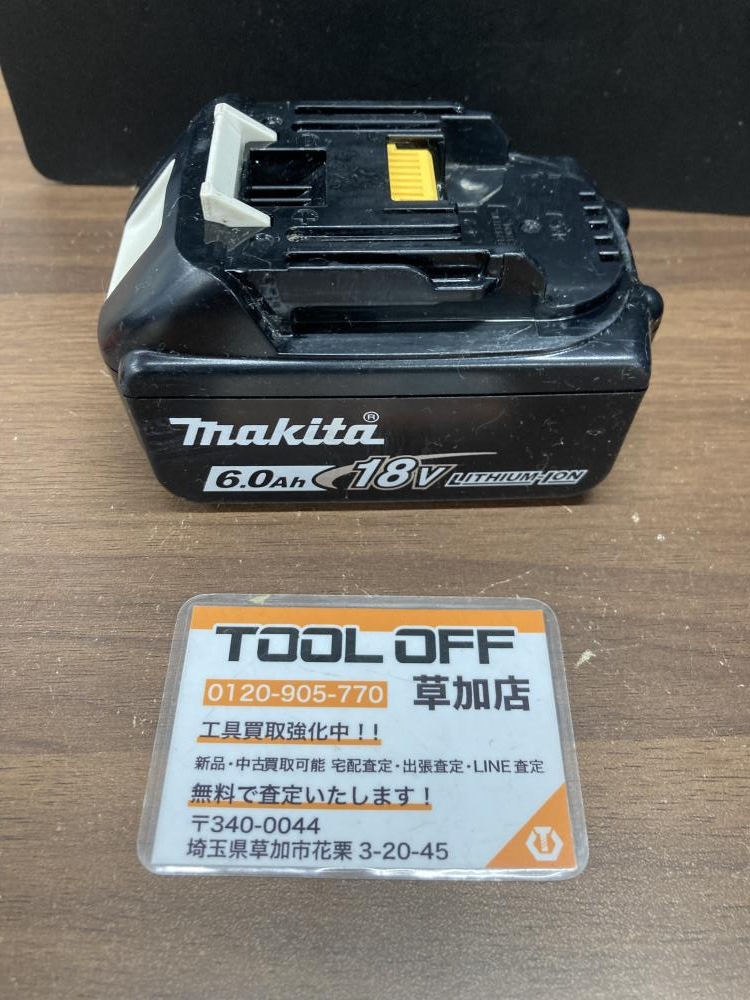 makita®
6.0Ah 18V LITHIUM-ION
TOOL OFF
0120-905-770 草加店
工具買取強化中！！
新品・中古買取可能 宅配査定・出張査定・LINE査定
無料で査定いたします！
〒340-0044
埼玉県草加市花栗 3-20-45